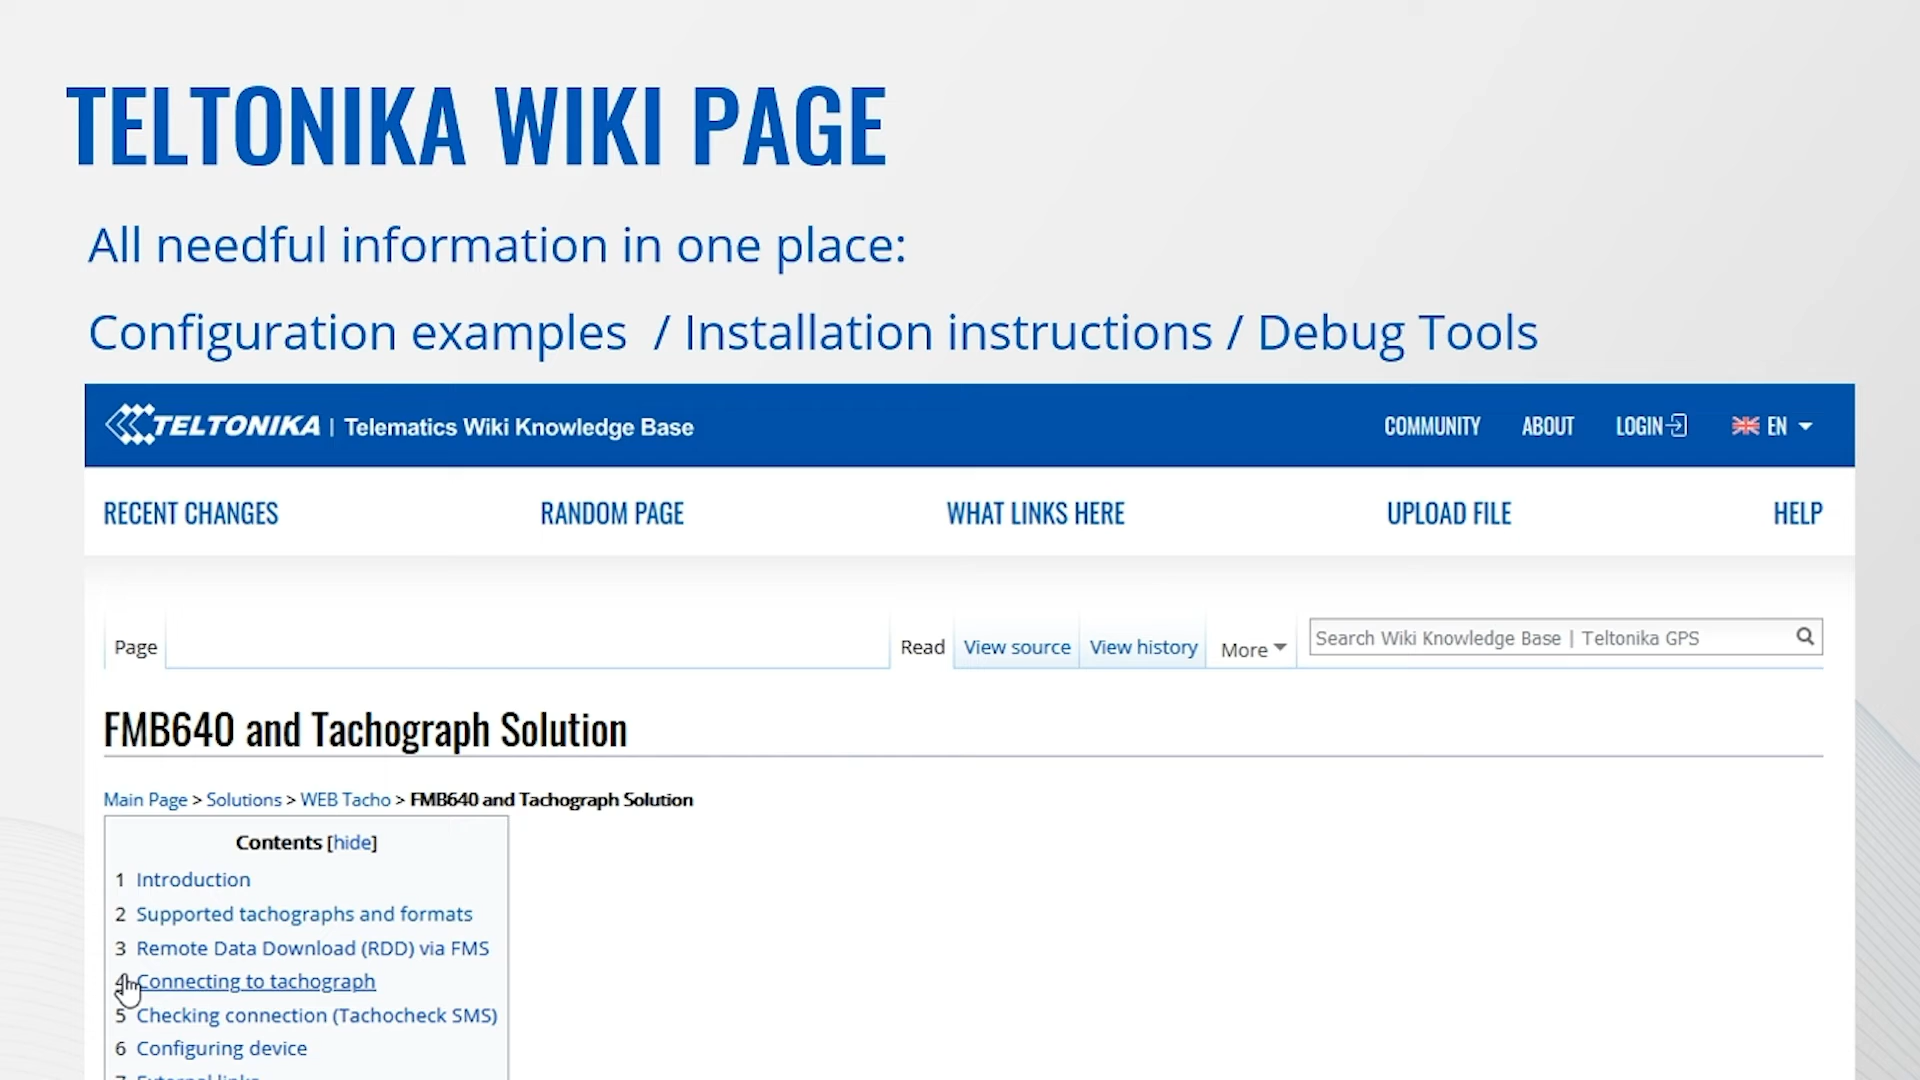 TELTONIKA WIKI PAGE
All needful information in one place:
Configuration examples / Installation instructions / Debug Tools
TELTONIKA | Telematics Wiki Knowledge Base
COMMUNITY ABOUT LOGIN EN
RECENT CHANGES RANDOM PAGE WHAT LINKS HERE UPLOAD FILE HELP
Page Read View source View history More Search Wiki Knowledge Base | Teltonika GPS
FMB640 and Tachograph Solution
Main Page > Solutions > WEB Tacho > FMB640 and Tachograph Solution
Contents [hide]
1 Introduction
2 Supported tachographs and formats
3 Remote Data Download (RDD) via FMS
4 Connecting to tachograph
5 Checking connection (Tachocheck SMS)
6 Configuring device
7 External links